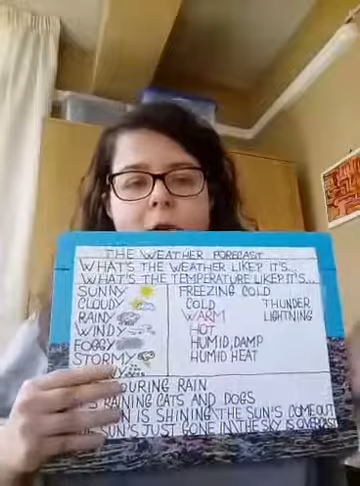 THE WEATHER FORECAST
WHAT'S THE WEATHER LIKE? IT'S...
WHAT'S THE TEMPERATURE LIKE? IT'S...
SUNNY
CLOUDY
RAINY
WINDY
FOGGY
STORMY
FREEZING COLD
COLD
WARM
HOT
HUMID, DAMP
HUMID HEAT
THUNDER
LIGHTNING
RAIN
RAINING CATS AND DOGS
IS SHINING THE SUN'S COME OUT
SUN'S JUST GONE IN THE SKY IS OVERCAST